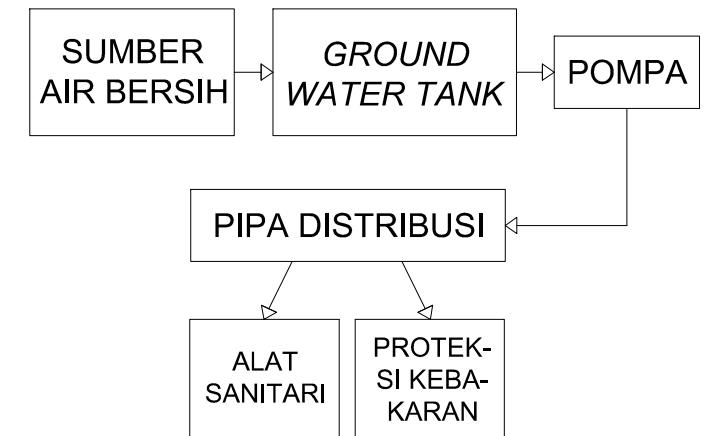 SUMBER
AIR BERSIH
GROUND
WATER TANK
POMPA
PIPA DISTRIBUSI
ALAT
SANITARI
PROTEK-
SI KEBA-
KARAN